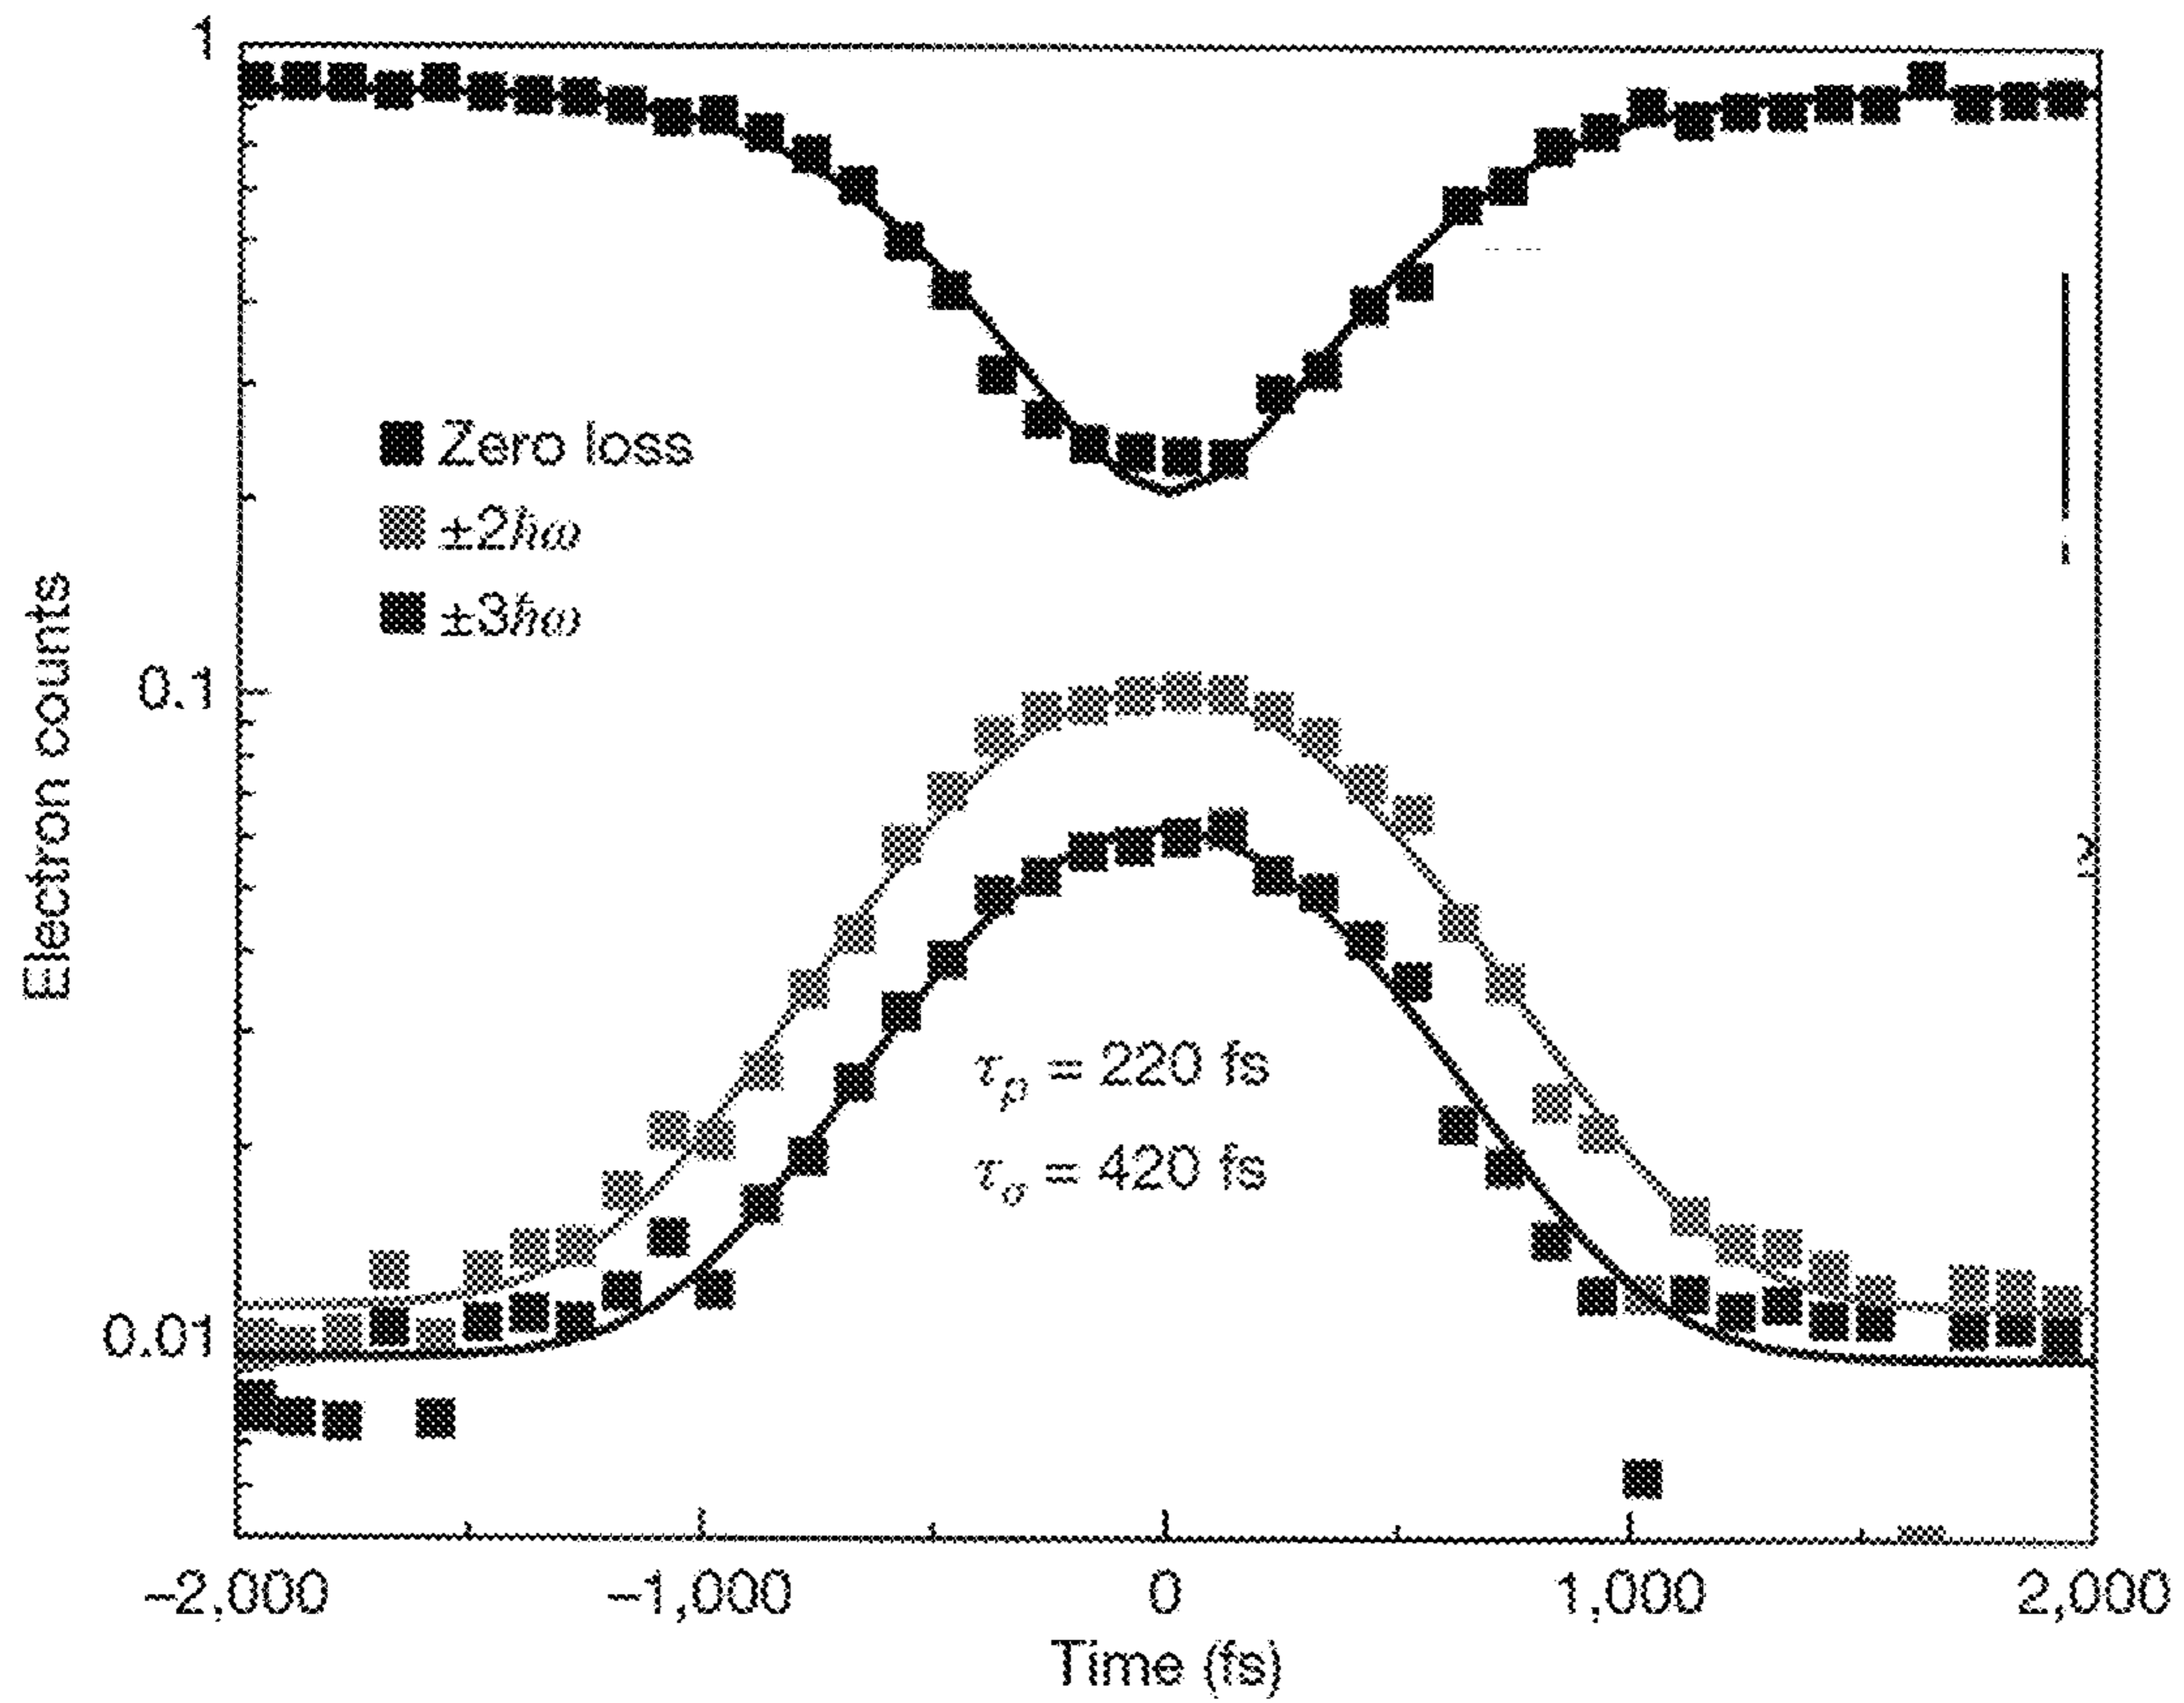 1
Zero loss
±2ħω
±3ħω
0.1
Electron counts
τp = 220 fs
τe = 420 fs
0.01
–2,000 –1,000 0 1,000 2,000
Time (fs)